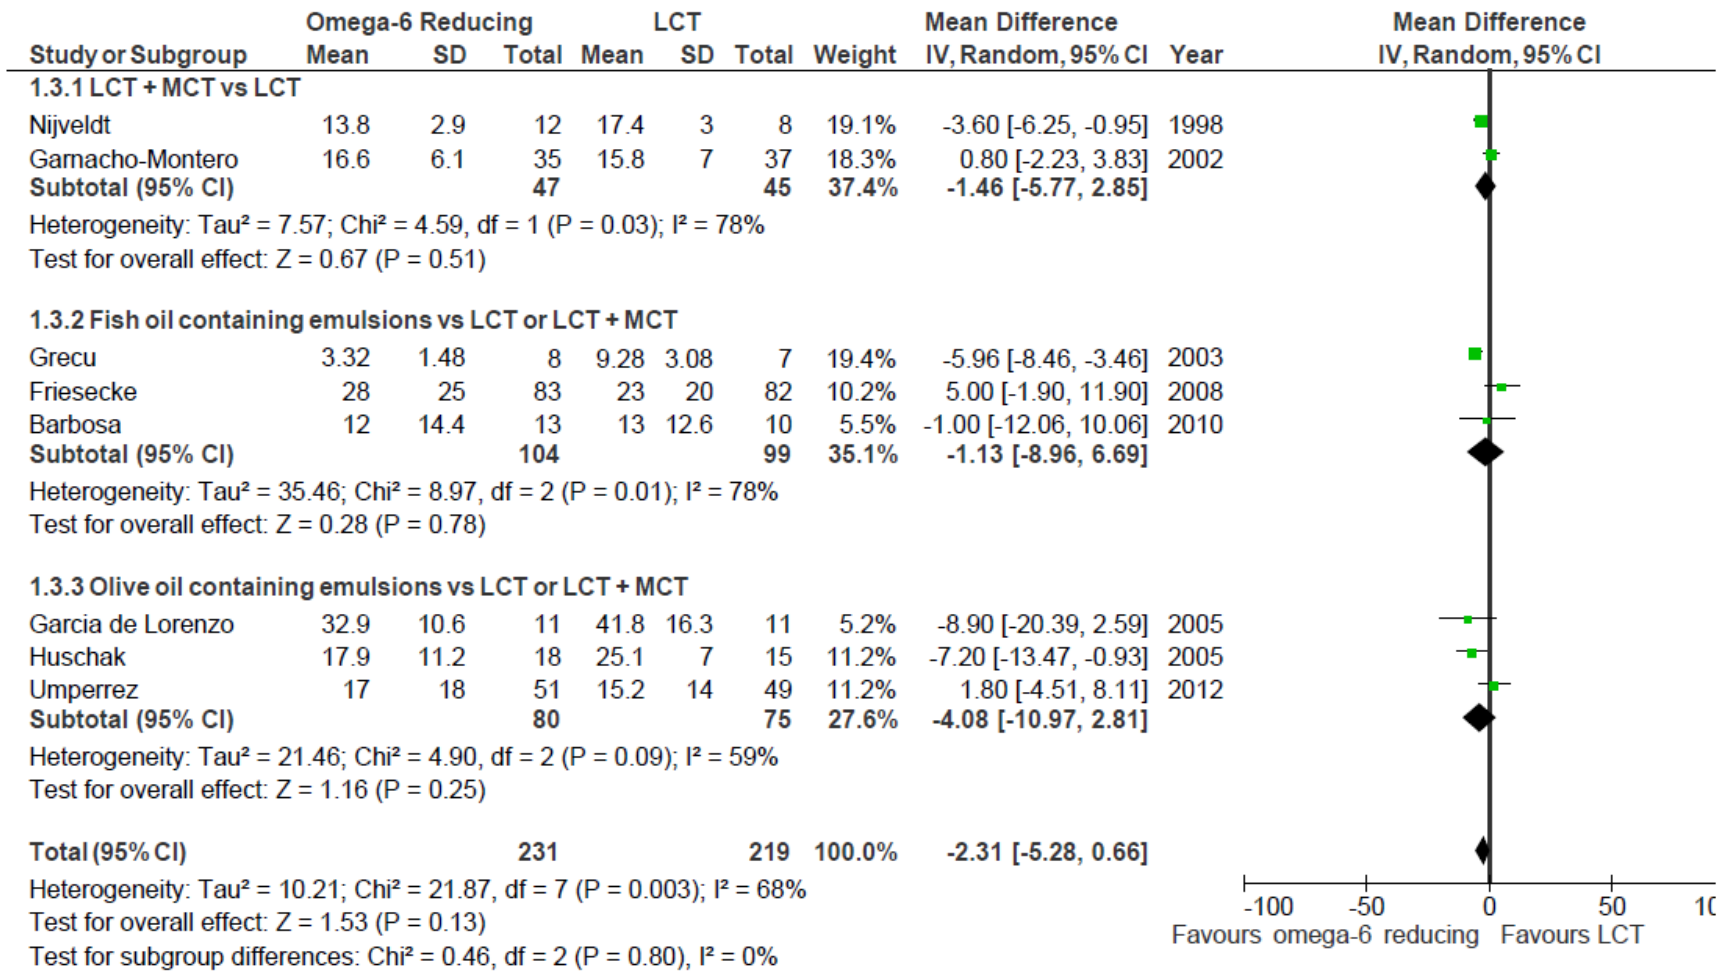 Omega-6 Reducing LCT Mean Difference Mean Difference
Study or Subgroup Mean SD Total Mean SD Total Weight IV, Random, 95% CI Year IV, Random, 95% CI
1.3.1 LCT + MCT vs LCT
Nijveldt 13.8 2.9 12 17.4 3 8 19.1% -3.60 [-6.25, -0.95] 1998
Garnacho-Montero 16.6 6.1 35 15.8 7 37 18.3% 0.80 [-2.23, 3.83] 2002
Subtotal (95% CI) 47 45 37.4% -1.46 [-5.77, 2.85]
Heterogeneity: Tau² = 7.57; Chi² = 4.59, df = 1 (P = 0.03); I² = 78%
Test for overall effect: Z = 0.67 (P = 0.51)
1.3.2 Fish oil containing emulsions vs LCT or LCT + MCT
Grecu 3.32 1.48 8 9.28 3.08 7 19.4% -5.96 [-8.46, -3.46] 2003
Friesecke 28 25 83 23 20 82 10.2% 5.00 [-1.90, 11.90] 2008
Barbosa 12 14.4 13 13 12.6 10 5.5% -1.00 [-12.06, 10.06] 2010
Subtotal (95% CI) 104 99 35.1% -1.13 [-8.96, 6.69]
Heterogeneity: Tau² = 35.46; Chi² = 8.97, df = 2 (P = 0.01); I² = 78%
Test for overall effect: Z = 0.28 (P = 0.78)
1.3.3 Olive oil containing emulsions vs LCT or LCT + MCT
Garcia de Lorenzo 32.9 10.6 11 41.8 16.3 11 5.2% -8.90 [-20.39, 2.59] 2005
Huschak 17.9 11.2 18 25.1 7 15 11.2% -7.20 [-13.47, -0.93] 2005
Umperrez 17 18 51 15.2 14 49 11.2% 1.80 [-4.51, 8.11] 2012
Subtotal (95% CI) 80 75 27.6% -4.08 [-10.97, 2.81]
Heterogeneity: Tau² = 21.46; Chi² = 4.90, df = 2 (P = 0.09); I² = 59%
Test for overall effect: Z = 1.16 (P = 0.25)
Total (95% CI) 231 219 100.0% -2.31 [-5.28, 0.66]
Heterogeneity: Tau² = 10.21; Chi² = 21.87, df = 7 (P = 0.003); I² = 68%
Test for overall effect: Z = 1.53 (P = 0.13)
Test for subgroup differences: Chi² = 0.46, df = 2 (P = 0.80), I² = 0%
-100 -50 0 50
Favours omega-6 reducing Favours LCT